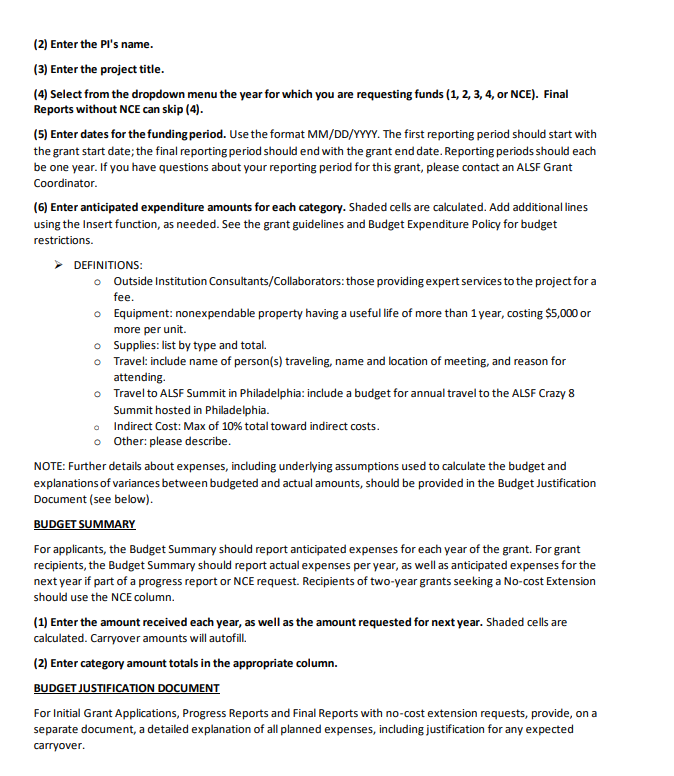 (2) Enter the PI's name.
(3) Enter the project title.
(4) Select from the dropdown menu the year for which you are requesting funds (1, 2, 3, 4, or NCE). Final
Reports without NCE can skip (4).
(5) Enter dates for the funding period. Use the format MM/DD/YYYY. The first reporting period should start with
the grant start date; the final reporting period should end with the grant end date. Reporting periods should each
be one year. If you have questions about your reporting period for this grant, please contact an ALSF Grant
Coordinator.
(6) Enter anticipated expenditure amounts for each category. Shaded cells are calculated. Add additional lines
using the Insert function, as needed. See the grant guidelines and Budget Expenditure Policy for budget
restrictions.
➤ DEFINITIONS:
o Outside Institution Consultants/Collaborators: those providing expert services to the project for a
fee.
o Equipment: nonexpendable property having a useful life of more than 1 year, costing $5,000 or
more per unit.
o Supplies: list by type and total.
o Travel: include name of person(s) traveling, name and location of meeting, and reason for
attending.
o Travel to ALSF Summit in Philadelphia: include a budget for annual travel to the ALSF Crazy 8
Summit hosted in Philadelphia.
o Indirect Cost: Max of 10% total toward indirect costs.
o Other: please describe.
NOTE: Further details about expenses, including underlying assumptions used to calculate the budget and
explanations of variances between budgeted and actual amounts, should be provided in the Budget Justification
Document (see below).
BUDGET SUMMARY
For applicants, the Budget Summary should report anticipated expenses for each year of the grant. For grant
recipients, the Budget Summary should report actual expenses per year, as well as anticipated expenses for the
next year if part of a progress report or NCE request. Recipients of two-year grants seeking a No-cost Extension
should use the NCE column.
(1) Enter the amount received each year, as well as the amount requested for next year. Shaded cells are
calculated. Carryover amounts will autofill.
(2) Enter category amount totals in the appropriate column.
BUDGET JUSTIFICATION DOCUMENT
For Initial Grant Applications, Progress Reports and Final Reports with no-cost extension requests, provide, on a
separate document, a detailed explanation of all planned expenses, including justification for any expected
carryover.